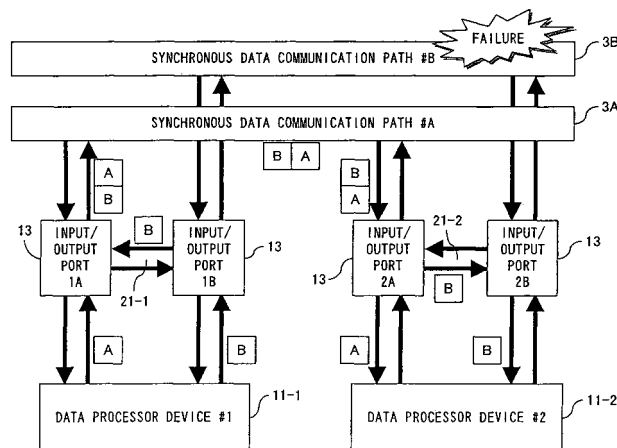 FAILURE
SYNCHRONOUS DATA COMMUNICATION PATH #B
3B
SYNCHRONOUS DATA COMMUNICATION PATH #A
3A
B A
A
B
B
A
13
INPUT/
OUTPUT
PORT
1A
B
21-1
INPUT/
OUTPUT
PORT
1B
13
13
INPUT/
OUTPUT
PORT
2A
21-2
B
INPUT/
OUTPUT
PORT
2B
13
A
B
A
B
DATA PROCESSOR DEVICE #1
11-1
DATA PROCESSOR DEVICE #2
11-2